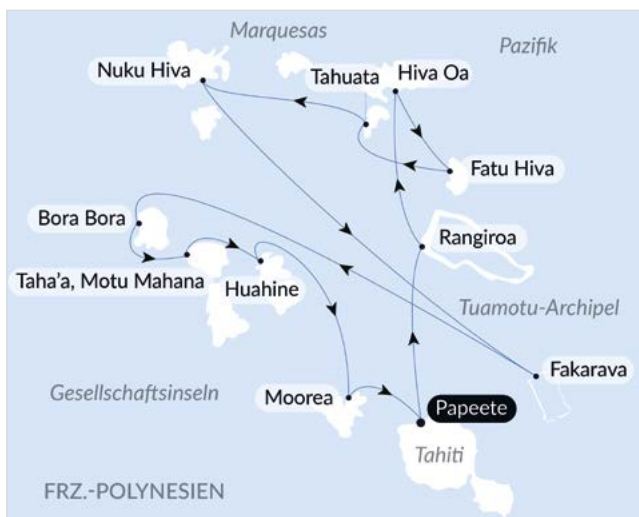 Marquesas
Pazifik
Nuku Hiva
Tahuata
Hiva Oa
Fatu Hiva
Bora Bora
Rangiroa
Taha'a, Motu Mahana
Huahine
Tuamotu-Archipel
Fakarava
Gesellschaftsinseln
Moorea
Papeete
Tahiti
FRZ.-POLYNESIEN